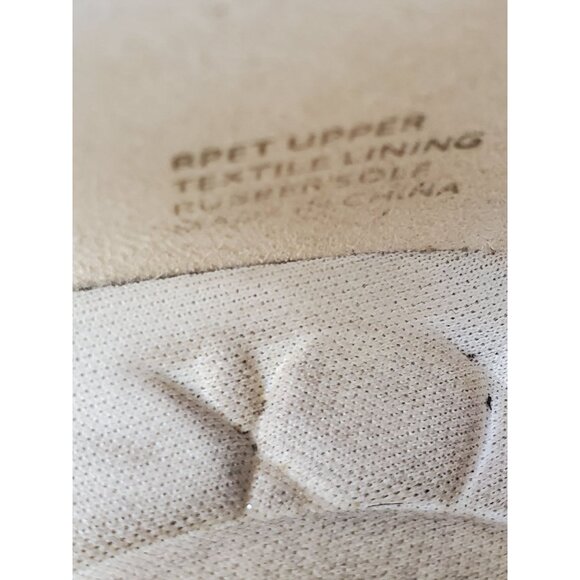 RPET UPPER
TEXTILE LINING
RUBBER SOLE
MADE IN CHINA